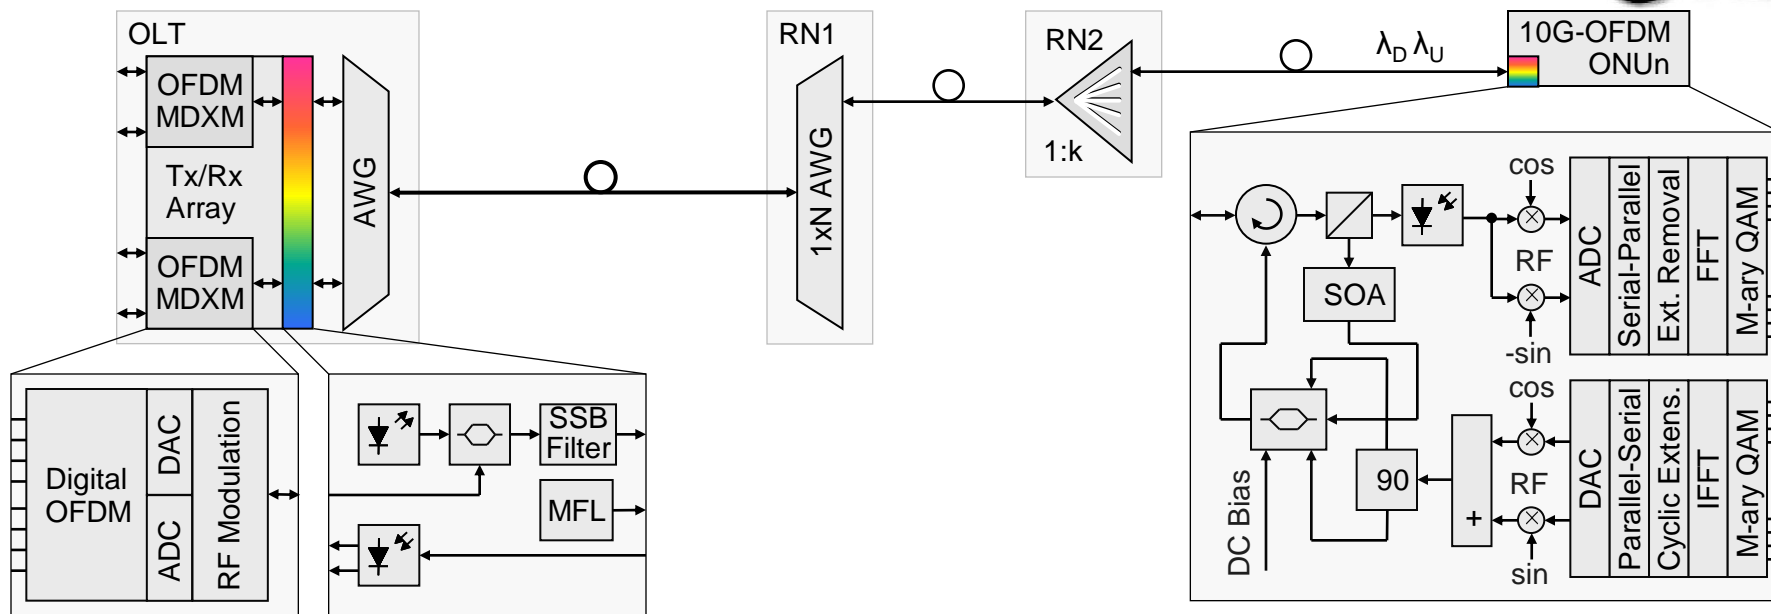 OLT
OFDM
MDXM
Tx/Rx
Array
OFDM
MDXM
AWG
RN1
1xN AWG
RN2
1:k
λD λU
10G-OFDM
ONUn
Digital
OFDM
DAC
ADC
RF Modulation
SSB
Filter
MFL
cos
RF
-sin
SOA
ADC
Serial-Parallel
Ext. Removal
FFT
M-ary QAM
DC Bias
90
+
cos
RF
sin
DAC
Parallel-Serial
Cyclic Extens.
IFFT
M-ary QAM